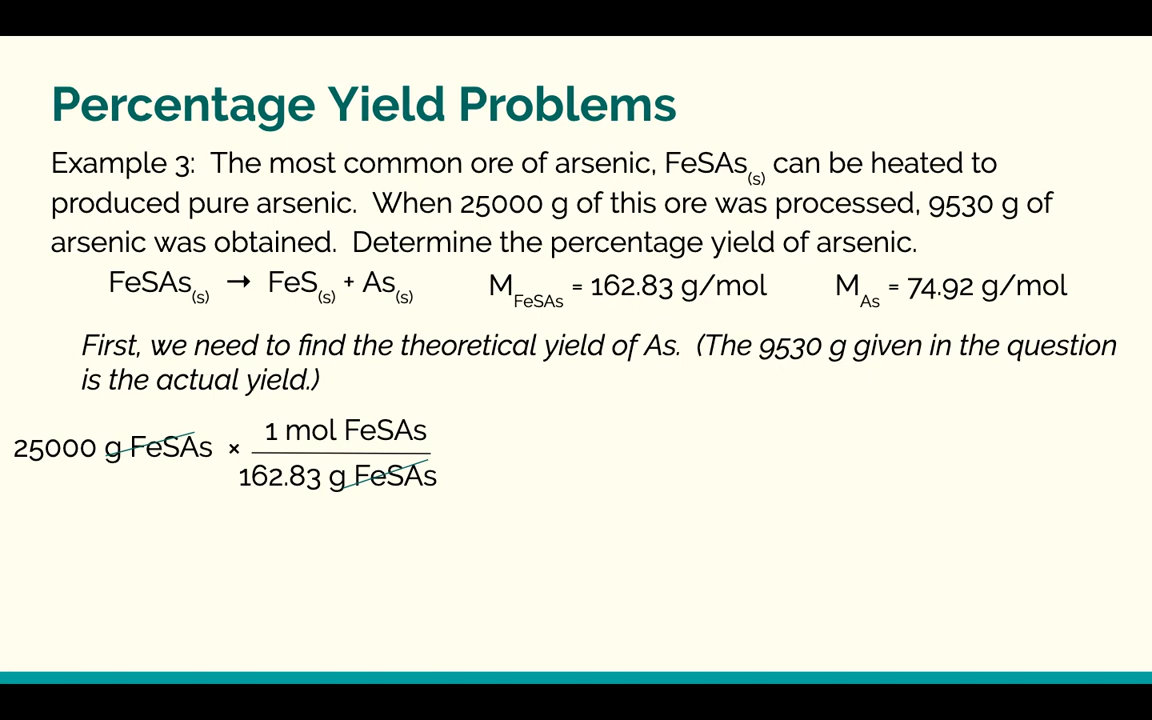 Percentage Yield Problems
Example 3: The most common ore of arsenic, FeSAs(s) can be heated to
produced pure arsenic. When 25000 g of this ore was processed, 9530 g of
arsenic was obtained. Determine the percentage yield of arsenic.
FeSAs(s) → FeS(s) + As(s) M FeSAs = 162.83 g/mol M As = 74.92 g/mol
First, we need to find the theoretical yield of As. (The 9530 g given in the question
is the actual yield.)
1 mol FeSAs
25000 g FeSAs ×
162.83 g FeSAs